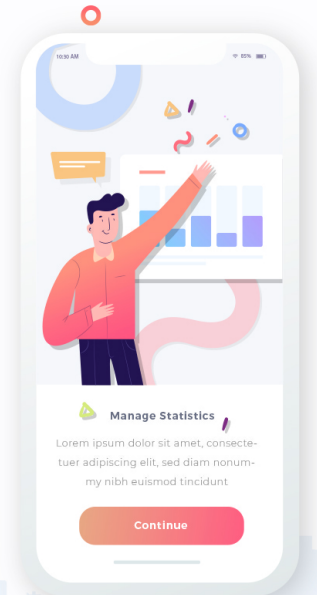 10:30 AM
85%
Manage Statistics
Lorem ipsum dolor sit amet, consecte-
tuer adipiscing elit, sed diam nonum-
my nibh euismod tincidunt
Continue